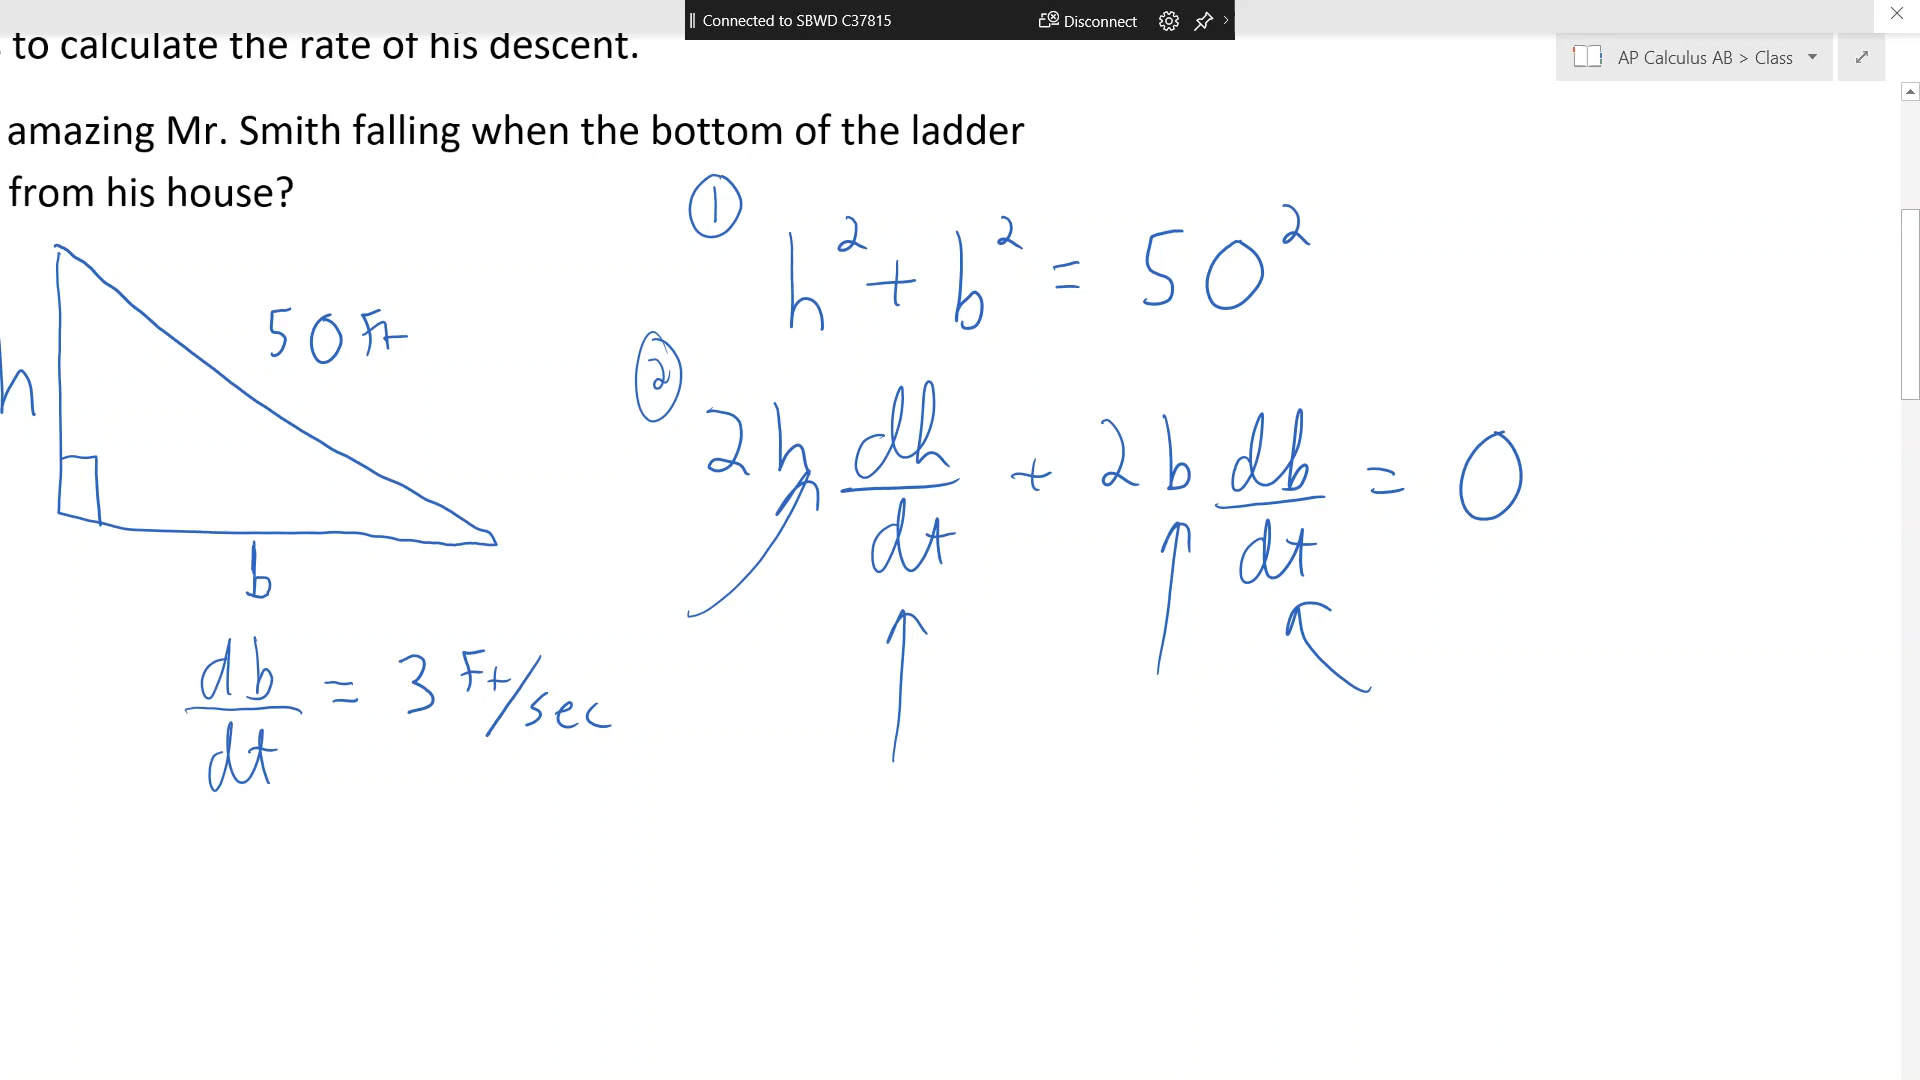 Connected to SBWD C37815 Disconnect
to calculate the rate of his descent.
AP Calculus AB > Class
amazing Mr. Smith falling when the bottom of the ladder
from his house?
①
h² + b² = 50²
50 Ft
h
②
2h dh/dt + 2b db/dt = 0
b
db/dt = 3 Ft/sec